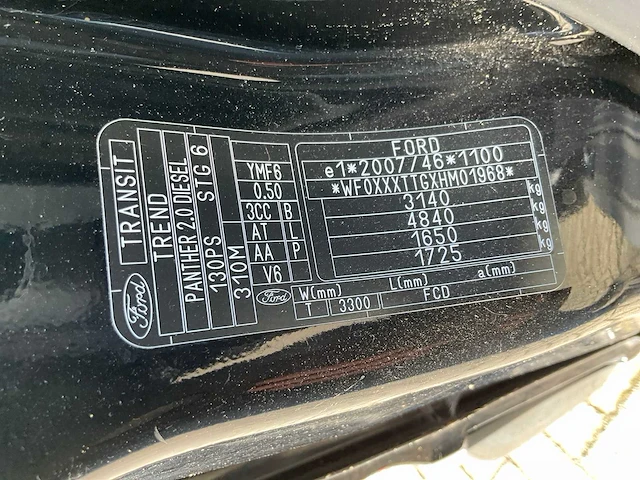 TRANSIT
TREND
PANTHER 2.0 DIESEL
130PS STG 6
310M
YMF6
0.50
3CC B
AT L
AA P
V6
Ford
FORD
e1*2007/46*1100
*WF0XXXTTGXHM01968*
3140 kg
4840 kg
1650 kg
1725 kg
Ford
W(mm) L(mm) a(mm)
T 3300 FCD